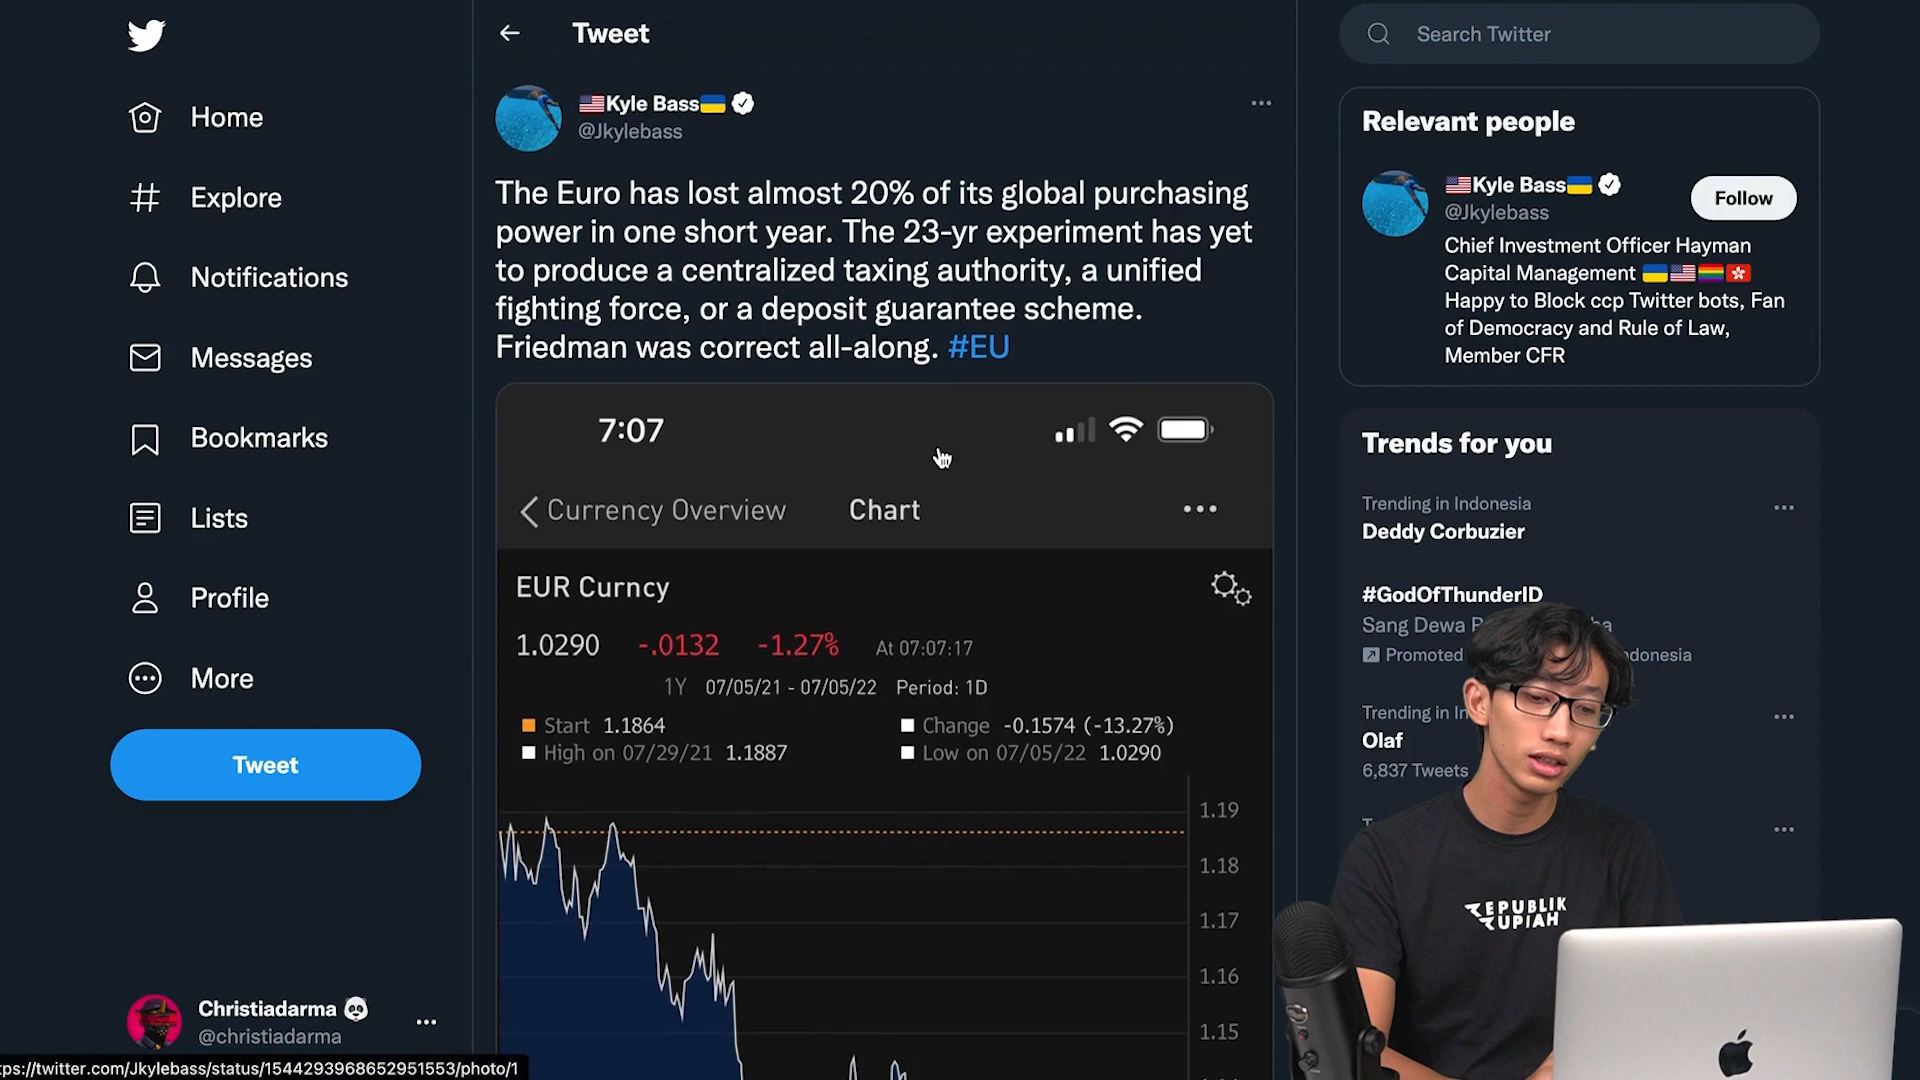 Home
Explore
Notifications
Messages
Bookmarks
Lists
Profile
More
Tweet
Christiadarma
@christiadarma
tps://twitter.com/Jkylebass/status/1544293968652951553/photo/1
Tweet
Kyle Bass
@Jkylebass
The Euro has lost almost 20% of its global purchasing
power in one short year. The 23-yr experiment has yet
to produce a centralized taxing authority, a unified
fighting force, or a deposit guarantee scheme.
Friedman was correct all-along. #EU
7:07
Currency Overview Chart
EUR Curncy
1.0290 -.0132 -1.27% At 07:07:17
1Y 07/05/21 - 07/05/22 Period: 1D
Start 1.1864 Change -0.1574 (-13.27%)
High on 07/29/21 1.1887 Low on 07/05/22 1.0290
1.19
1.18
1.17
1.16
1.15
Search Twitter
Relevant people
Kyle Bass
@Jkylebass
Follow
Chief Investment Officer Hayman
Capital Management
Happy to Block ccp Twitter bots, Fan
of Democracy and Rule of Law,
Member CFR
Trends for you
Trending in Indonesia
Deddy Corbuzier
#GodOfThunderID
Sang Dewa
Promoted
Trending in
Olaf
6,837 Tweets
REPUBLIK
RUPIAH